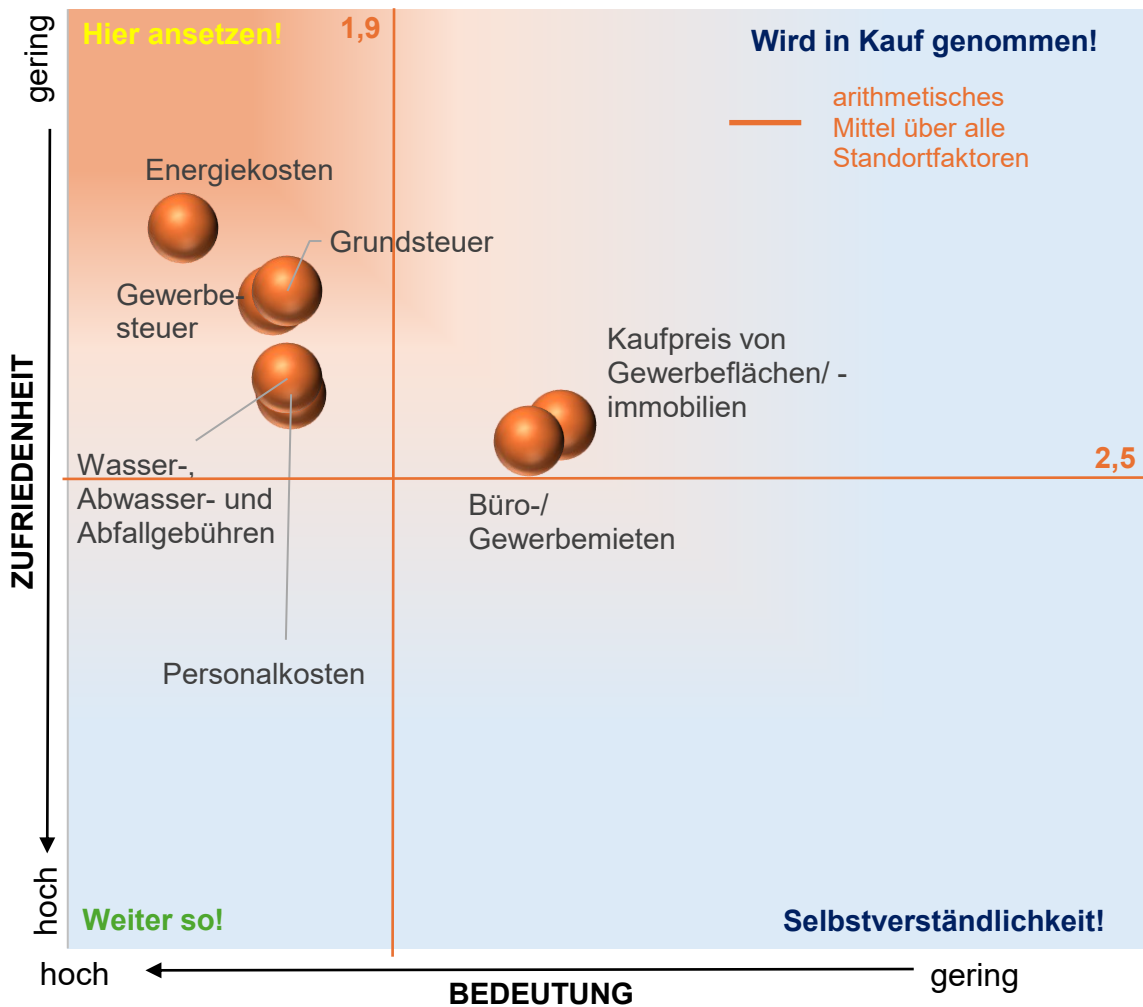 Hier ansetzen!
1,9
Wird in Kauf genommen!
gering
arithmetisches
Mittel über alle
Standortfaktoren
Energiekosten
Grundsteuer
Gewerbe-
steuer
Kaufpreis von
Gewerbeflächen/ -
immobilien
ZUFRIEDENHEIT
2,5
Wasser-,
Abwasser- und
Abfallgebühren
Büro-/
Gewerbemieten
Personalkosten
hoch
Weiter so!
Selbstverständlichkeit!
hoch
BEDEUTUNG
gering